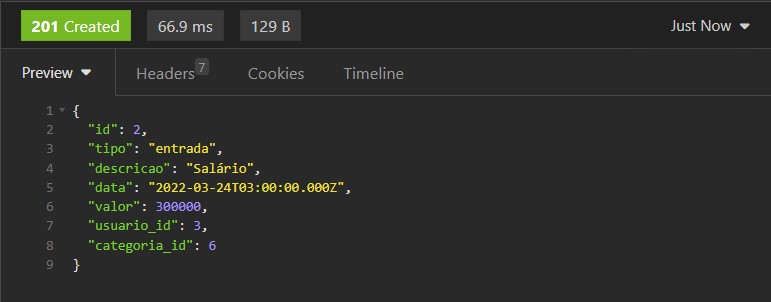 201 Created 66.9 ms 129 B Just Now
Preview Headers 7 Cookies Timeline
1 {
2 "id": 2,
3 "tipo": "entrada",
4 "descricao": "Salário",
5 "data": "2022-03-24T03:00:00.000Z",
6 "valor": 300000,
7 "usuario_id": 3,
8 "categoria_id": 6
9 }